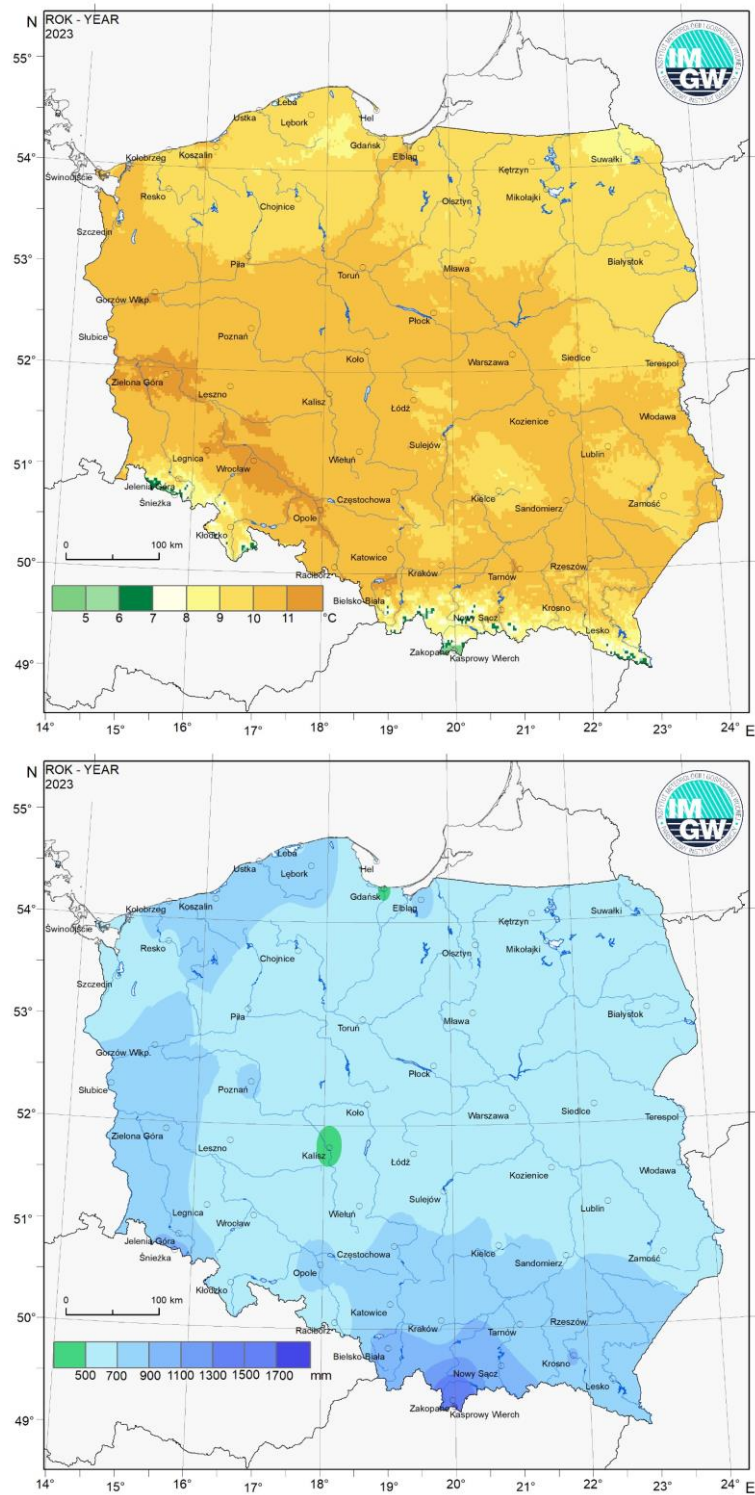 N
ROK - YEAR
2023
IMGW
55°
Łeba
Ustka
Hel
Lębork
Gdańsk
54°
Kołobrzeg
Koszalin
Elbląg
Suwałki
Kętrzyn
Świnoujście
Resko
Olsztyn
Mikołajki
Chojnice
Szczecin
53°
Piła
Toruń
Mława
Białystok
Gorzów Wlkp.
Płock
Słubice
Poznań
Koło
Warszawa
Siedlce
Terespol
52°
Zielona Góra
Leszno
Kalisz
Łódź
Kozienice
Włodawa
Sulejów
51°
Legnica
Wrocław
Wieluń
Lublin
Jelenia Góra
Śnieżka
Częstochowa
Kielce
Sandomierz
Zamość
Opole
Kłodzko
50°
0 100 km
Katowice
Kraków
Tarnów
Rzeszów
Racibórz
Bielsko-Biała
Nowy Sącz
Krosno
Lesko
5 6 7 8 9 10 11 °C
49°
Zakopane
Kasprowy Wierch
14° 15° 16° 17° 18° 19° 20° 21° 22° 23° 24° E
N
ROK - YEAR
2023
IMGW
55°
Łeba
Ustka
Hel
Lębork
Gdańsk
54°
Kołobrzeg
Koszalin
Elbląg
Suwałki
Kętrzyn
Świnoujście
Resko
Olsztyn
Mikołajki
Chojnice
Szczecin
53°
Piła
Toruń
Mława
Białystok
Gorzów Wlkp.
Płock
Słubice
Poznań
Koło
Warszawa
Siedlce
Terespol
52°
Zielona Góra
Leszno
Kalisz
Łódź
Kozienice
Włodawa
Sulejów
51°
Legnica
Wrocław
Wieluń
Lublin
Jelenia Góra
Śnieżka
Częstochowa
Kielce
Sandomierz
Zamość
Opole
Kłodzko
50°
0 100 km
Katowice
Kraków
Tarnów
Rzeszów
Racibórz
Bielsko-Biała
Nowy Sącz
Krosno
Lesko
500 700 900 1100 1300 1500 1700 mm
49°
Zakopane
Kasprowy Wierch
14° 15° 16° 17° 18° 19° 20° 21° 22° 23° 24° E